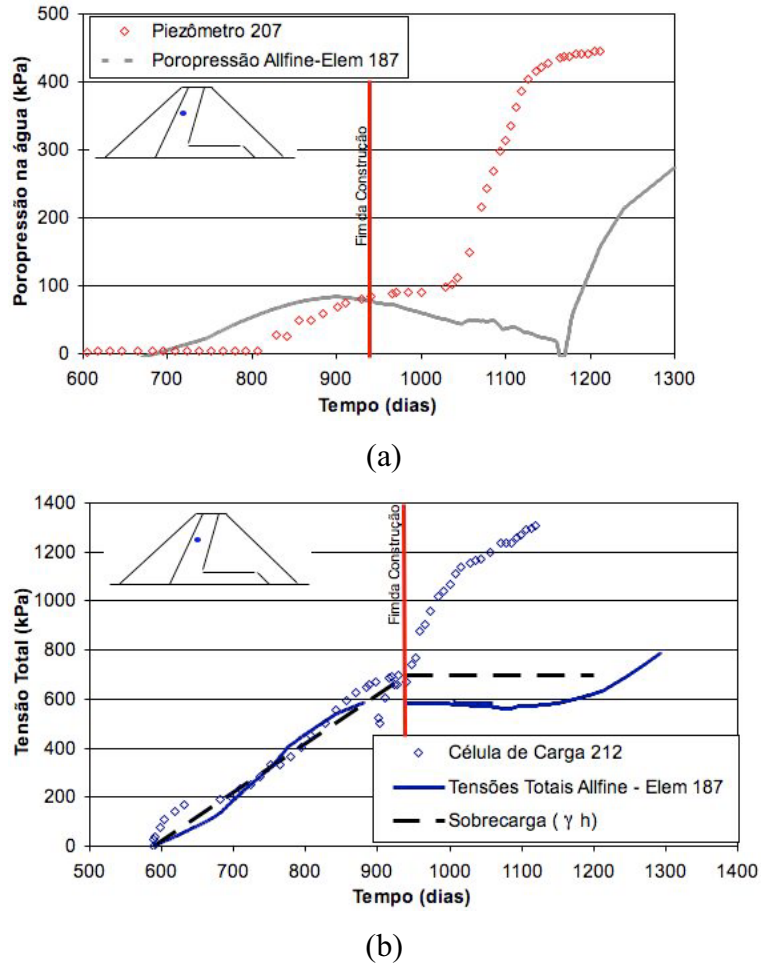 500
400
300
200
100
0
Poropressão na água (kPa)
Piezômetro 207
Poropressão Allfine-Elem 187
Fim da Construção
600 700 800 900 1000 1100 1200 1300
Tempo (dias)
(a)
1400
1200
1000
800
600
400
200
0
Tensão Total (kPa)
Fim da Construção
Célula de Carga 212
Tensões Totais Allfine - Elem 187
Sobrecarga ( γ h)
500 600 700 800 900 1000 1100 1200 1300 1400
Tempo (dias)
(b)